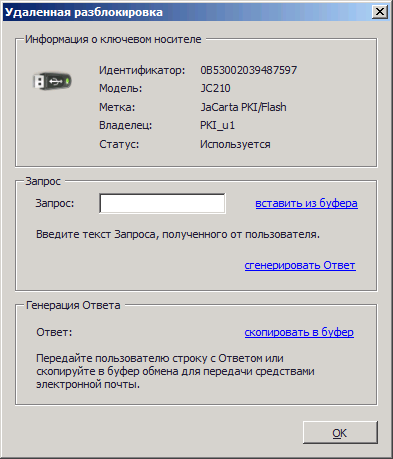 Удаленная разблокировка
Информация о ключевом носителе
Идентификатор: 0B53002039487597
Модель: JC210
Метка: JaCarta PKI/Flash
Владелец: PKI_u1
Статус: Используется
Запрос
Запрос: вставить из буфера
Введите текст Запроса, полученного от пользователя.
сгенерировать Ответ
Генерация Ответа
Ответ: скопировать в буфер
Передайте пользователю строку с Ответом или
скопируйте в буфер обмена для передачи средствами
электронной почты.
OK